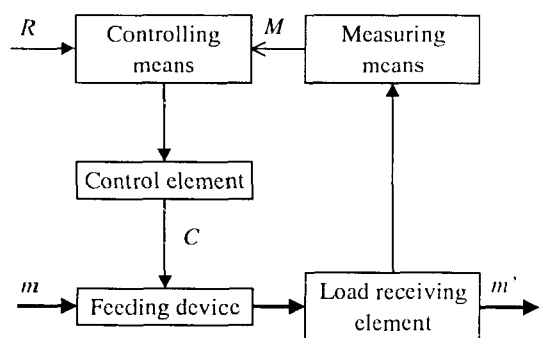 R
Controlling
means
M
Measuring
means
Control element
C
m
Feeding device
Load receiving
element
m'